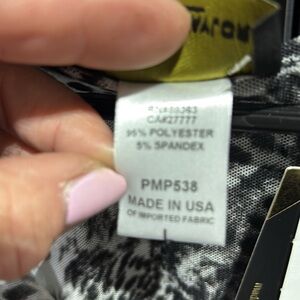 CA#27777
95% POLYESTER
5% SPANDEX
PMP538
MADE IN USA
OF IMPORTED FABRIC